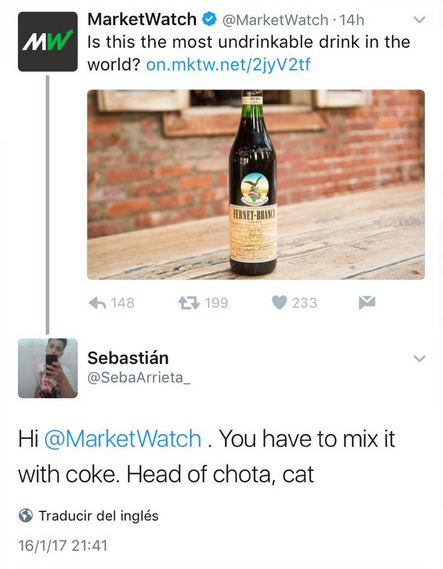 MW
MarketWatch @MarketWatch · 14h
Is this the most undrinkable drink in the
world? on.mktw.net/2jyV2tf
FERNET-BRANCA
148 199 233
Sebastián
@SebaArrieta_
Hi @MarketWatch . You have to mix it
with coke. Head of chota, cat
Traducir del inglés
16/1/17 21:41